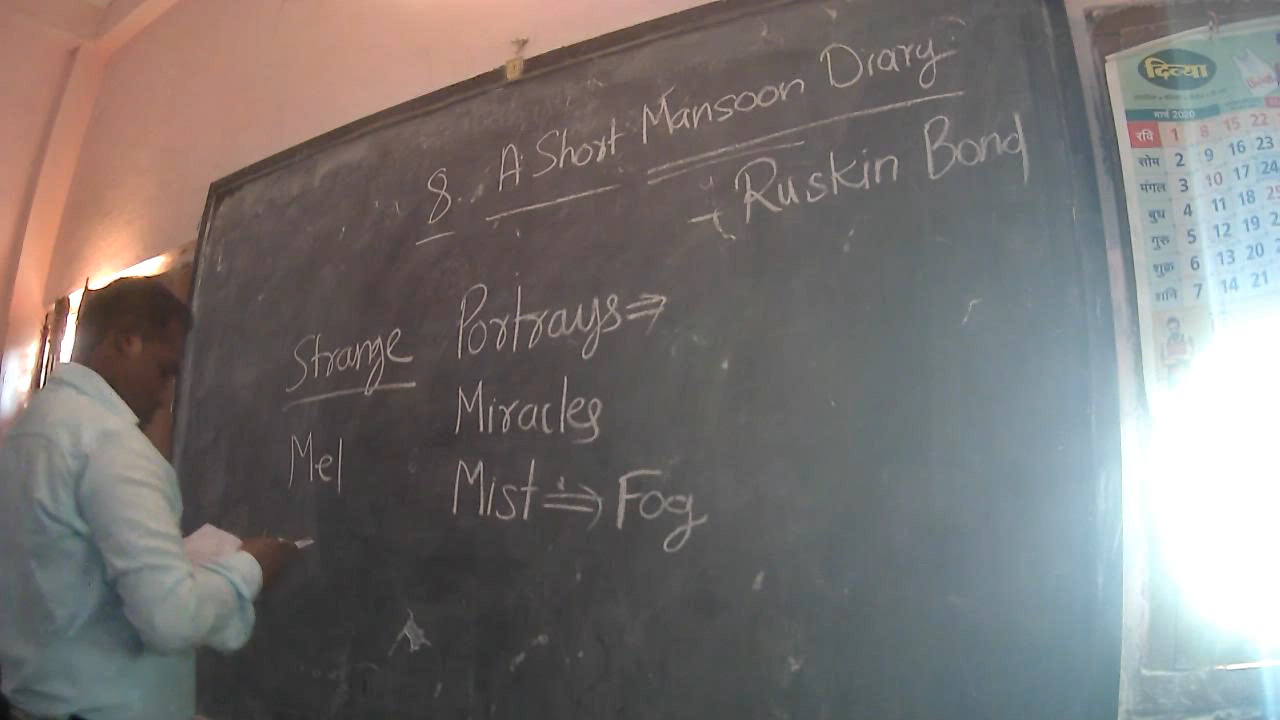 8. A Short Mansoon Diary
→ Ruskin Bond
Strange Portrays ⇒
Miracles
Mel Mist ⇒ Fog
दिव्या
मार्च 2020
रवि 1 8 15 22
सोम 2 9 16 23
मंगल 3 10 17 24
बुध 4 11 18 25
गुरु 5 12 19
शुक्र 6 13 20
शनि 7 14 21